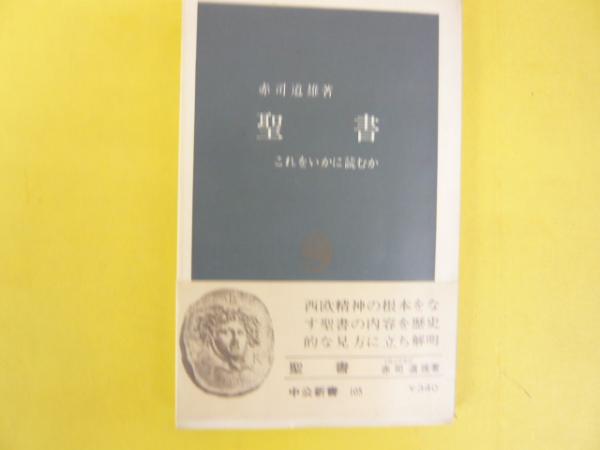 赤司道雄著
聖書
これをいかに読むか
西欧精神の根本をな
す聖書の内容を歴史
的な見方に立ち解明
聖書 赤司道雄著
中公新書 105 ¥340